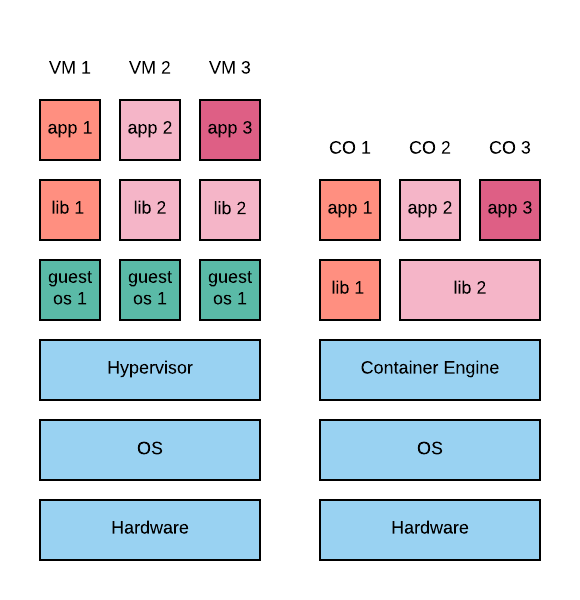 VM 1 VM 2 VM 3
app 1 app 2 app 3
CO 1 CO 2 CO 3
lib 1 lib 2 lib 2
app 1 app 2 app 3
guest guest guest
os 1 os 1 os 1
lib 1 lib 2
Hypervisor
Container Engine
OS
OS
Hardware
Hardware